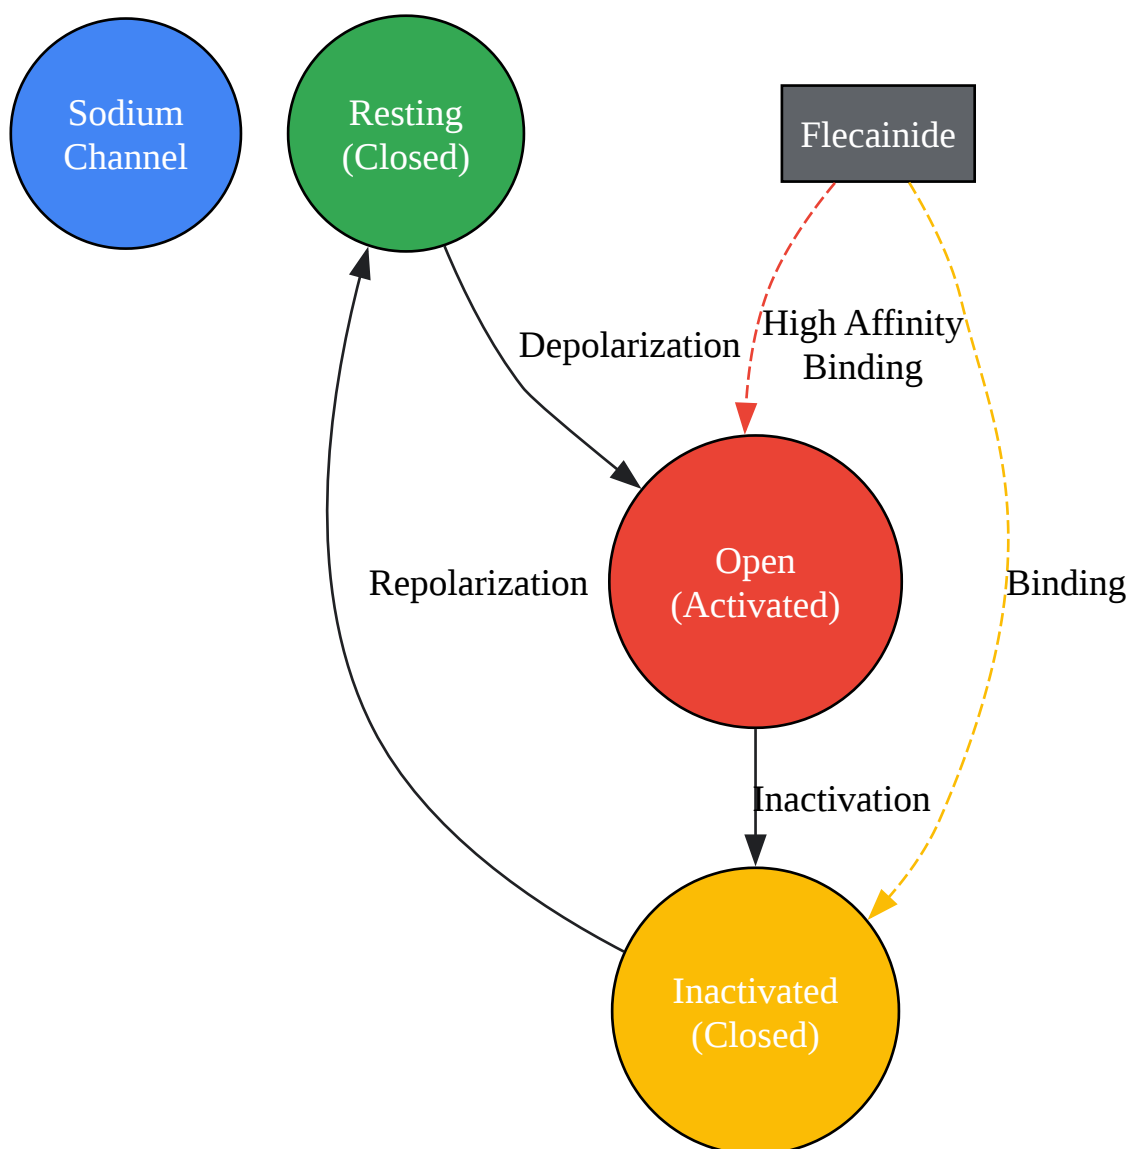 Sodium
Channel
Resting
(Closed)
Flecainide
Depolarization
High Affinity
Binding
Open
(Activated)
Repolarization
Binding
Inactivation
Inactivated
(Closed)